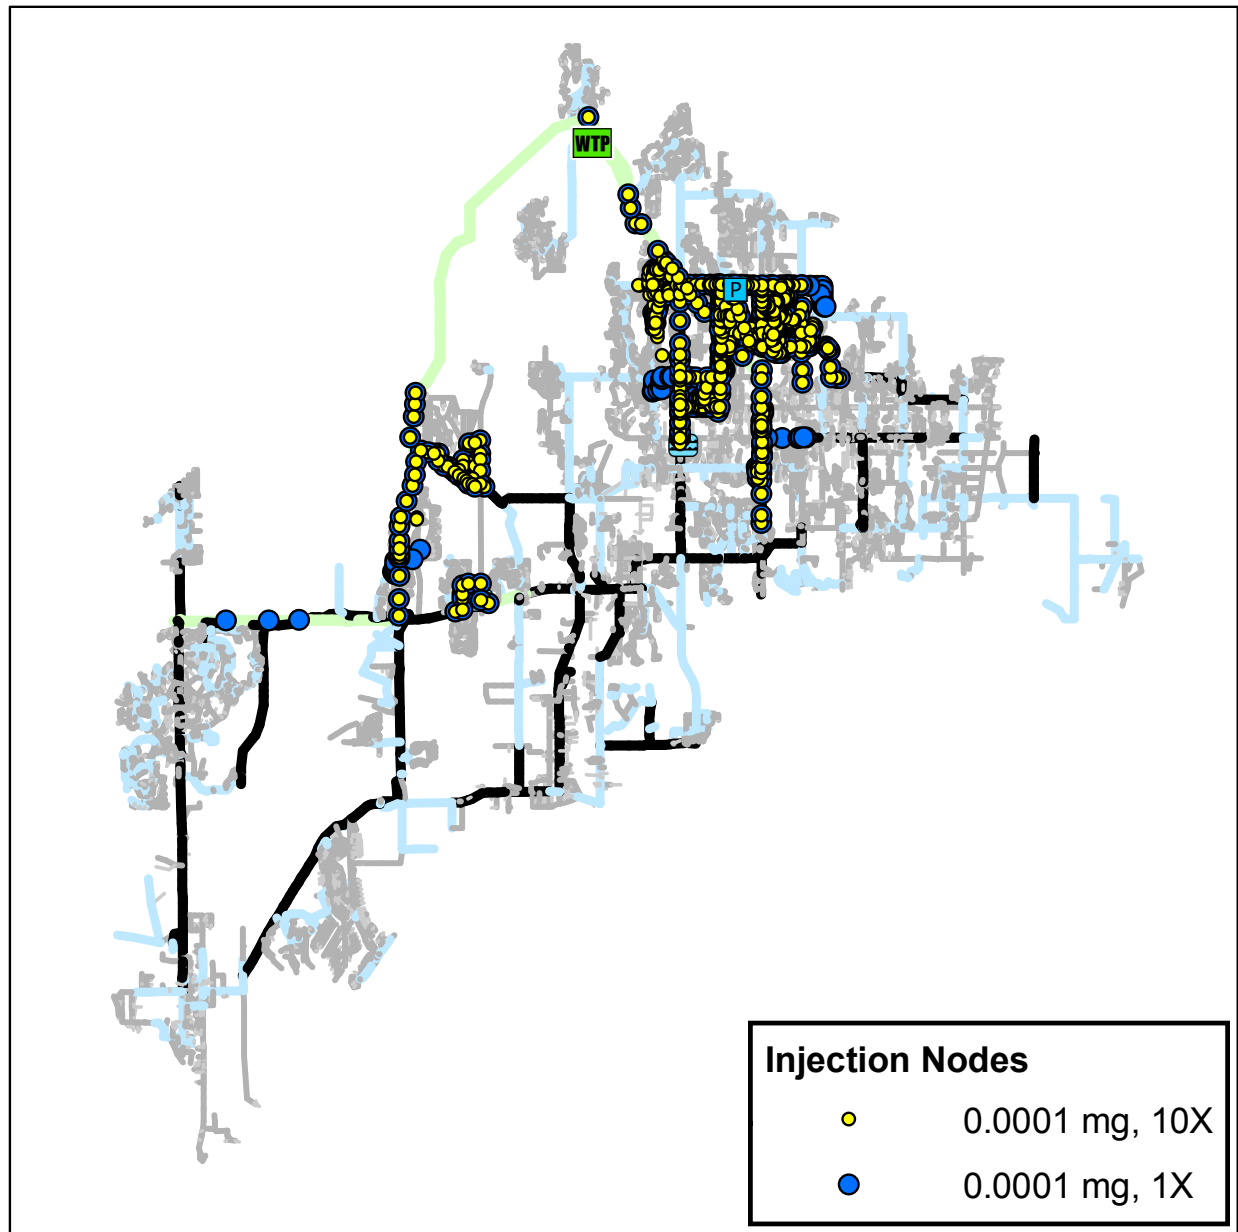 WTP
P
Injection Nodes
0.0001 mg, 10X
0.0001 mg, 1X